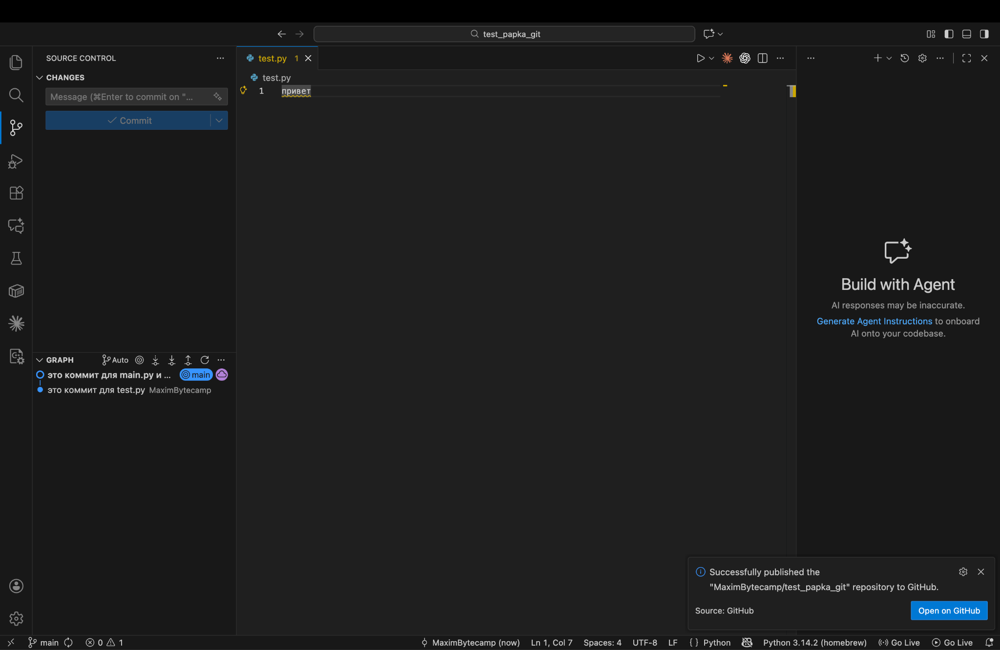 test_papka_git
SOURCE CONTROL
CHANGES
Message (⌘Enter to commit on "...
Commit
test.py 1
test.py
1 привет
GRAPH Auto
это коммит для main.py и ... main
это коммит для test.py MaximBytecamp
Build with Agent
AI responses may be inaccurate.
Generate Agent Instructions to onboard
AI onto your codebase.
Successfully published the
"MaximBytecamp/test_papka_git" repository to GitHub.
Source: GitHub
Open on GitHub
main 0 1 MaximBytecamp (now) Ln 1, Col 7 Spaces: 4 UTF-8 LF { } Python Python 3.14.2 (homebrew) Go Live Go Live